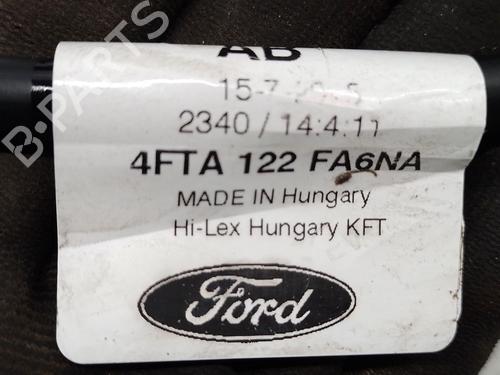 AB
2340 / 14:4:11
4FTA 122 FA6NA
MADE IN Hungary
Hi-Lex Hungary KFT
Ford
B-PARTS